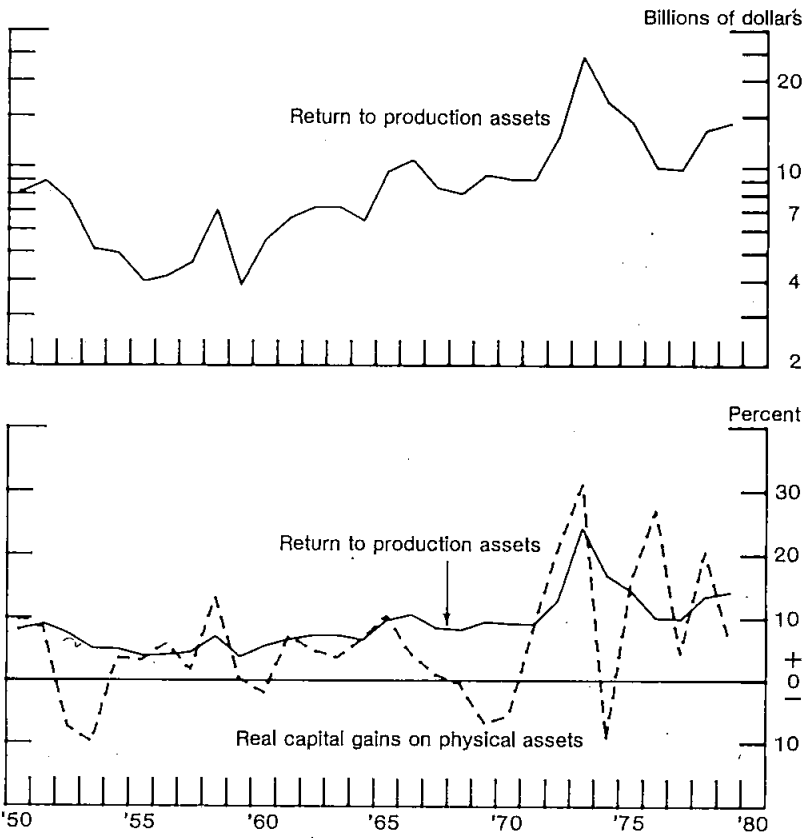 Billions of dollars
20
Return to production assets
10
7
4
2
Percent
30
Return to production assets
20
10
+
0
−
Real capital gains on physical assets
10
'50 '55 '60 '65 '70 '75 '80